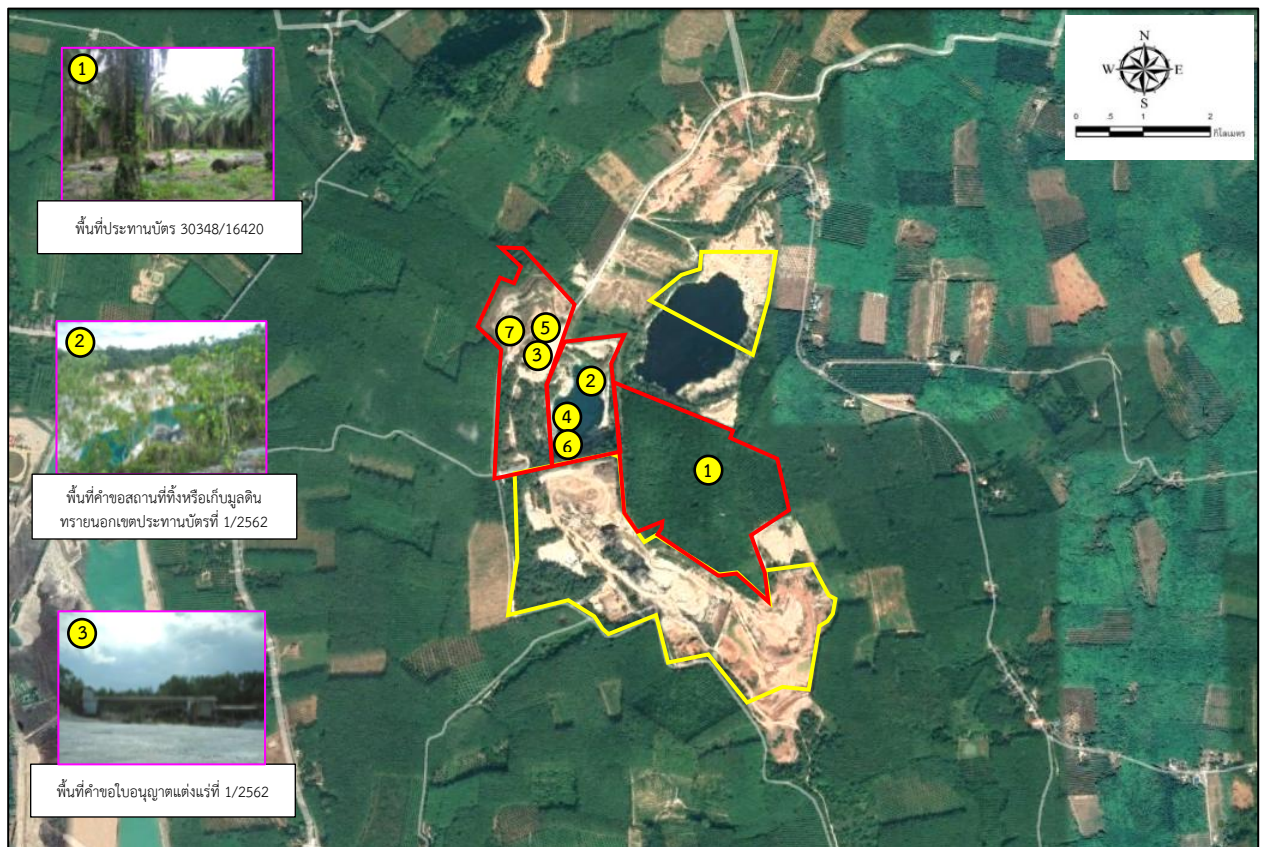 1
พื้นที่ประทานบัตร 30348/16420
2
พื้นที่คำขอสถานที่ทิ้งหรือเก็บมูลดิน
ทรายนอกเขตประทานบัตรที่ 1/2562
3
พื้นที่คำขอใบอนุญาตแต่งแร่ที่ 1/2562
N
W E
S
0 .5 1 2
กิโลเมตร
7
5
3
2
4
6
1